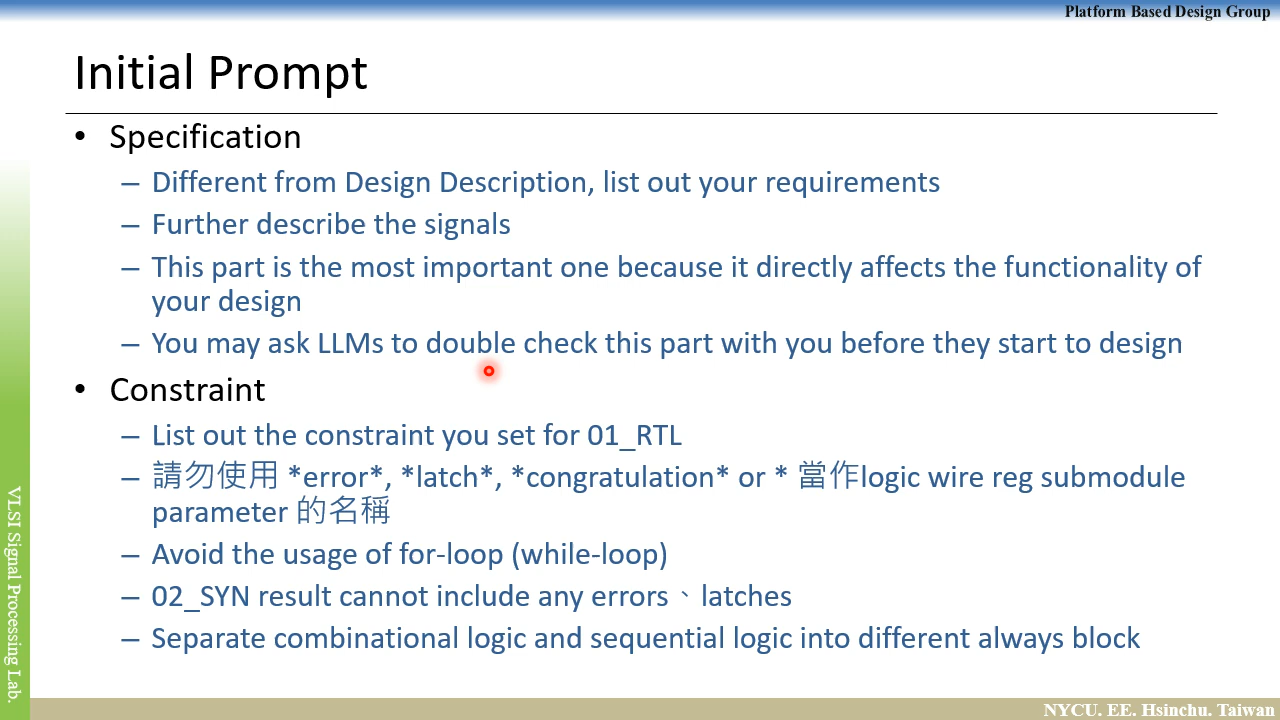 Platform Based Design Group
Initial Prompt
• Specification
– Different from Design Description, list out your requirements
– Further describe the signals
– This part is the most important one because it directly affects the functionality of
your design
– You may ask LLMs to double check this part with you before they start to design
• Constraint
– List out the constraint you set for 01_RTL
– 請勿使用 *error*, *latch*, *congratulation* or * 當作logic wire reg submodule
parameter 的名稱
– Avoid the usage of for-loop (while-loop)
– 02_SYN result cannot include any errors、latches
– Separate combinational logic and sequential logic into different always block
VLSI Signal Processing Lab.
NYCU. EE. Hsinchu. Taiwan